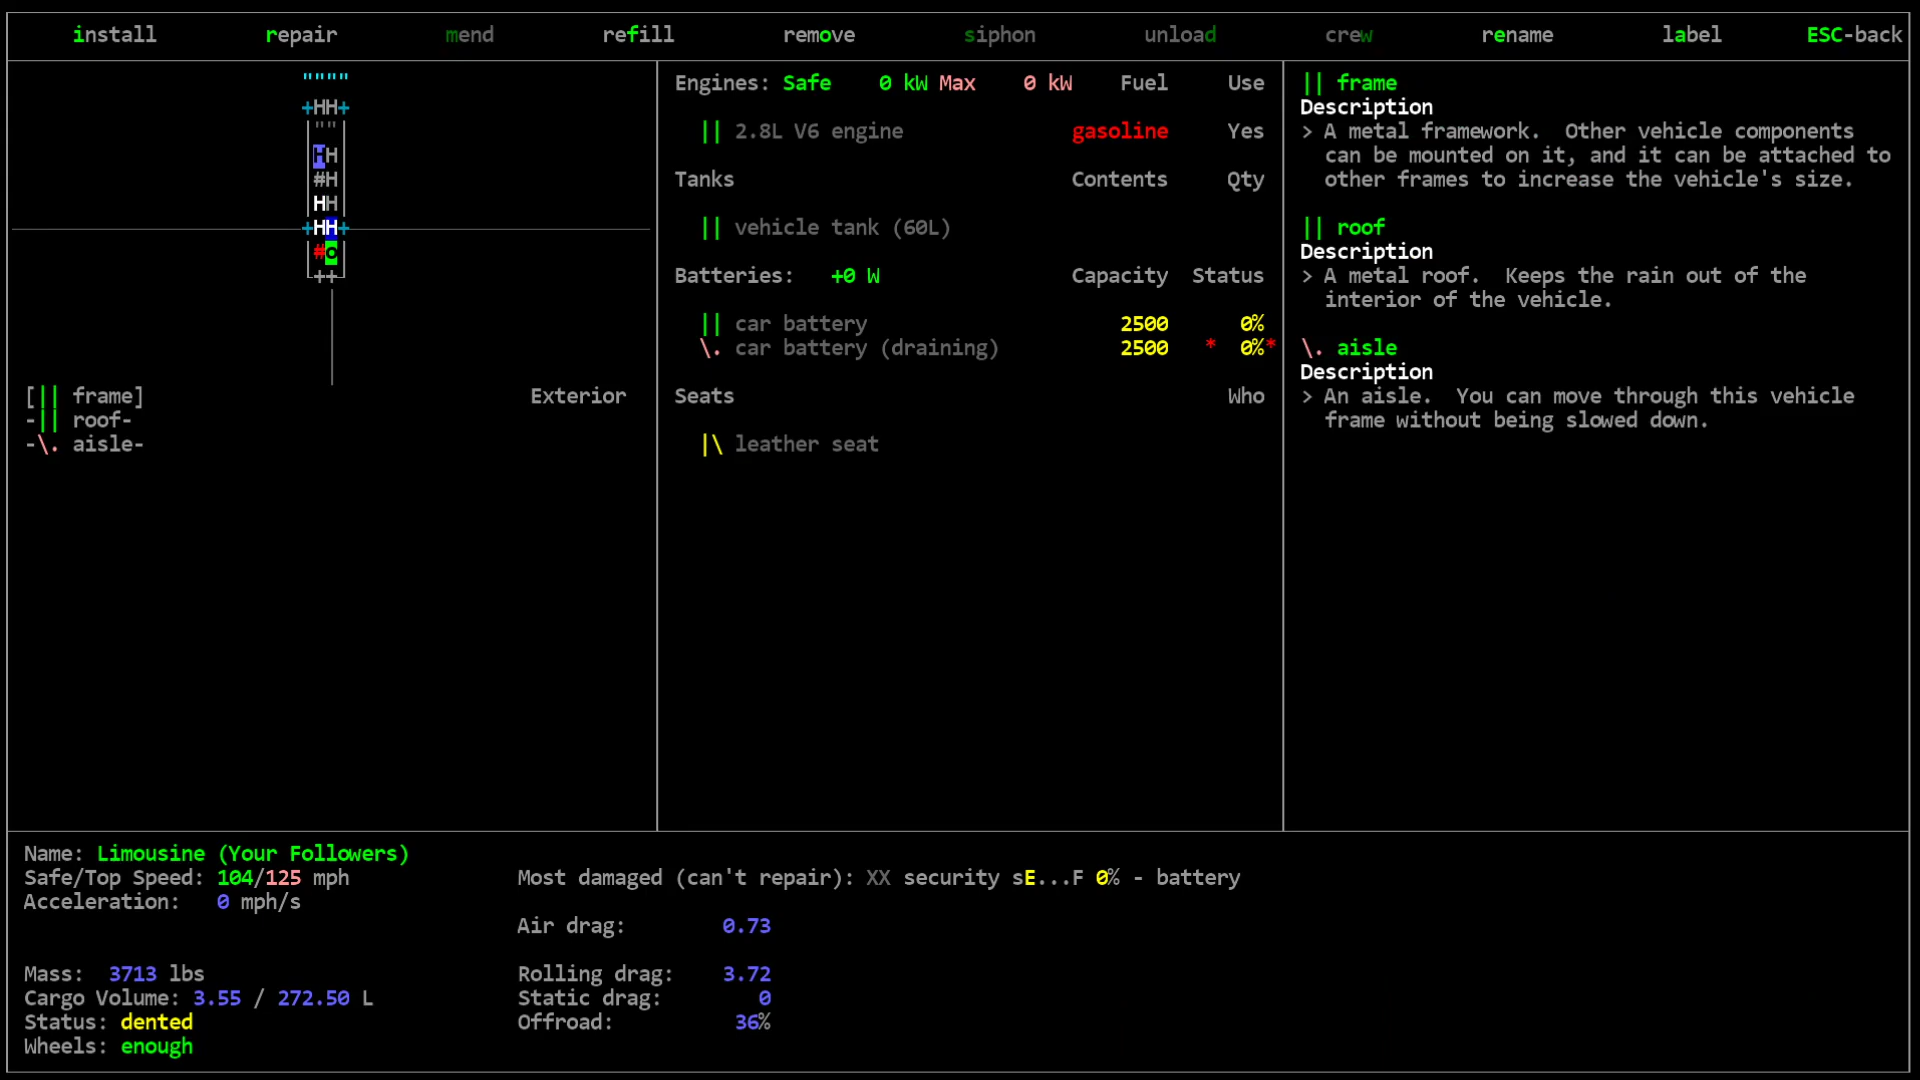 install repair mend refill remove siphon unload crew rename label ESC-back
""""
+HH+
""
HH
#H
HH
+HH+
#o
++
[|| frame] Exterior
-|| roof-
-\. aisle-
Engines: Safe 0 kW Max 0 kW Fuel Use
|| 2.8L V6 engine gasoline Yes
Tanks Contents Qty
|| vehicle tank (60L)
Batteries: +0 W Capacity Status
|| car battery 2500 0%
\. car battery (draining) 2500 * 0%*
Seats Who
|\ leather seat
|| frame
Description
> A metal framework. Other vehicle components
can be mounted on it, and it can be attached to
other frames to increase the vehicle's size.
|| roof
Description
> A metal roof. Keeps the rain out of the
interior of the vehicle.
\. aisle
Description
> An aisle. You can move through this vehicle
frame without being slowed down.
Name: Limousine (Your Followers)
Safe/Top Speed: 104/125 mph
Acceleration: 0 mph/s
Mass: 3713 lbs
Cargo Volume: 3.55 / 272.50 L
Status: dented
Wheels: enough
Most damaged (can't repair): XX security sE...F 0% - battery
Air drag: 0.73
Rolling drag: 3.72
Static drag: 0
Offroad: 36%